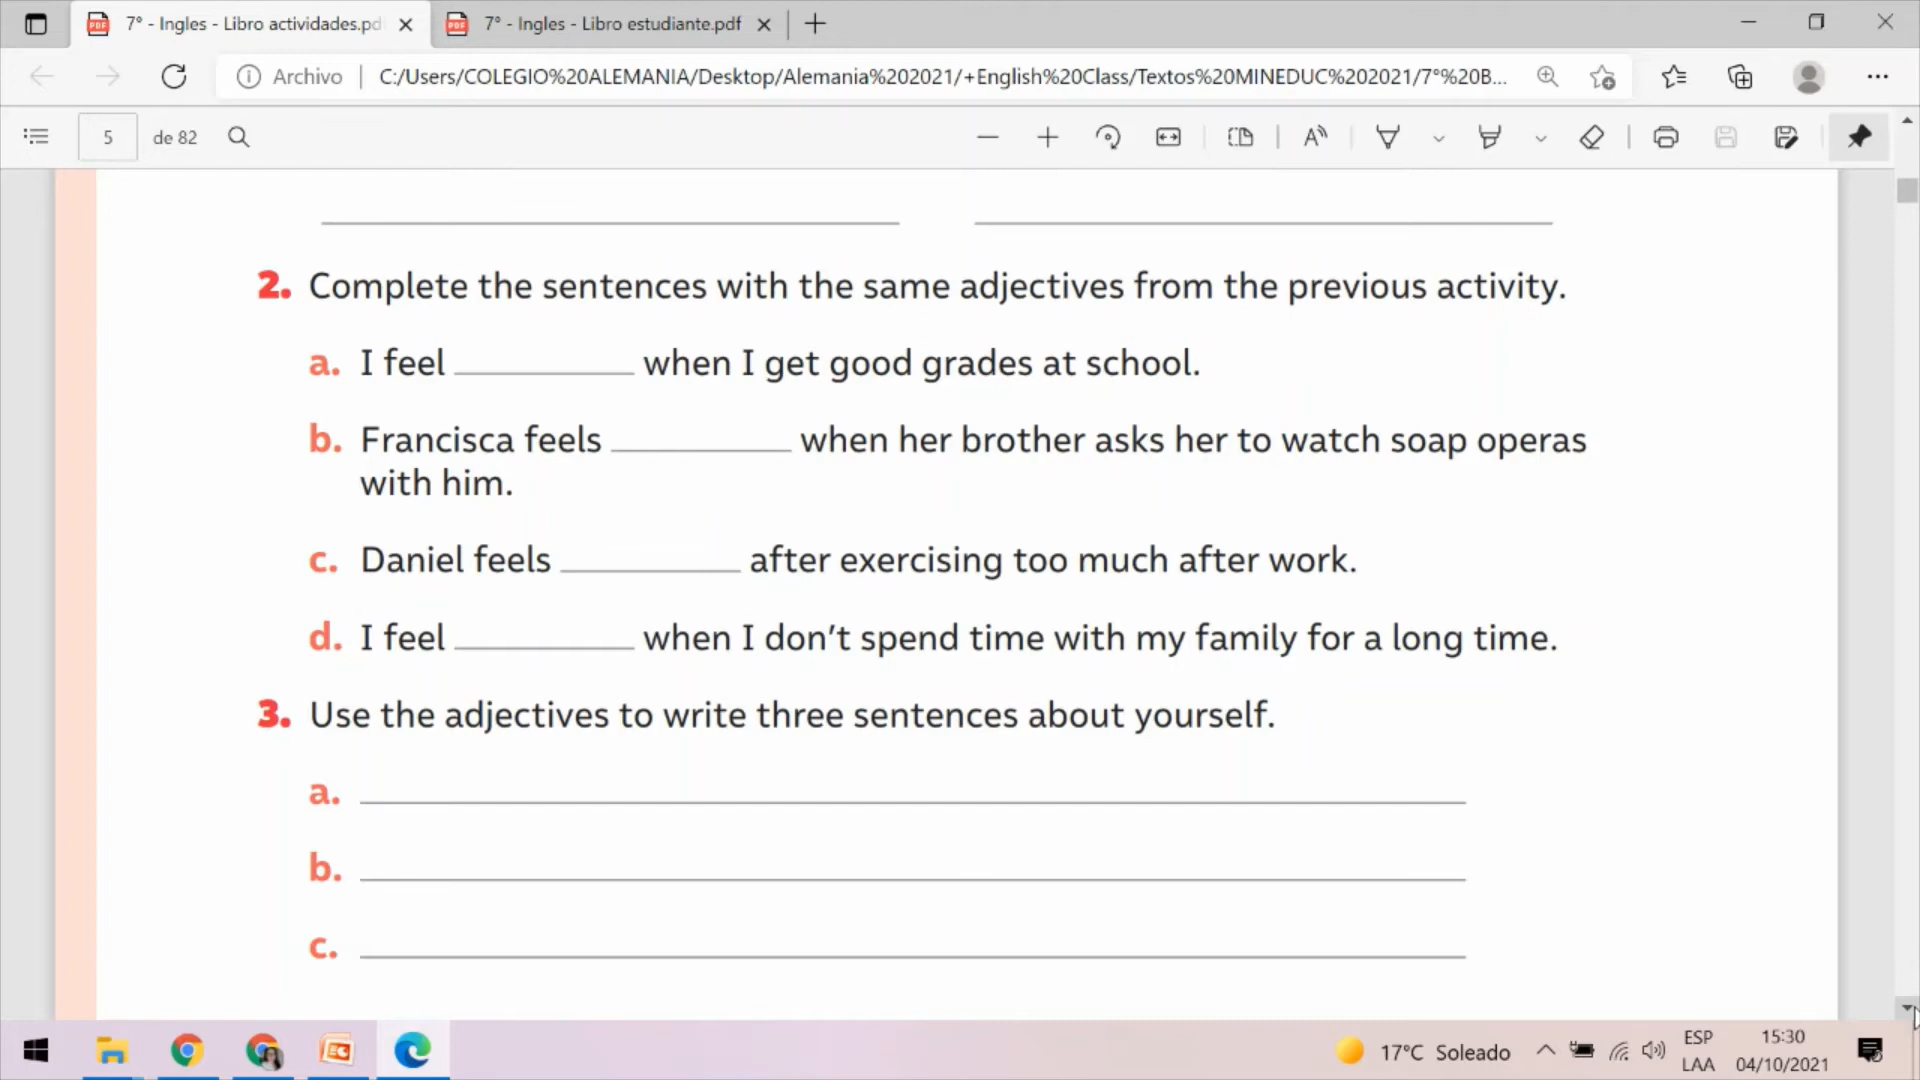 7° - Ingles - Libro actividades.pd
7° - Ingles - Libro estudiante.pdf
Archivo
C:/Users/COLEGIO%20ALEMANIA/Desktop/Alemania%202021/+English%20Class/Textos%20MINEDUC%202021/7°%20B...
5 de 82
2. Complete the sentences with the same adjectives from the previous activity.
a. I feel __________ when I get good grades at school.
b. Francisca feels __________ when her brother asks her to watch soap operas
with him.
c. Daniel feels __________ after exercising too much after work.
d. I feel __________ when I don't spend time with my family for a long time.
3. Use the adjectives to write three sentences about yourself.
a.
b.
c.
17°C Soleado
ESP
LAA
15:30
04/10/2021